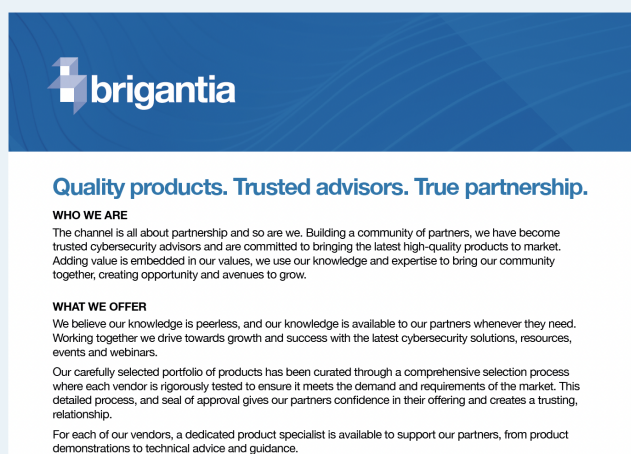 brigantia
Quality products. Trusted advisors. True partnership.
WHO WE ARE
The channel is all about partnership and so are we. Building a community of partners, we have become
trusted cybersecurity advisors and are committed to bringing the latest high-quality products to market.
Adding value is embedded in our values, we use our knowledge and expertise to bring our community
together, creating opportunity and avenues to grow.
WHAT WE OFFER
We believe our knowledge is peerless, and our knowledge is available to our partners whenever they need.
Working together we drive towards growth and success with the latest cybersecurity solutions, resources,
events and webinars.
Our carefully selected portfolio of products has been curated through a comprehensive selection process
where each vendor is rigorously tested to ensure it meets the demand and requirements of the market. This
detailed process, and seal of approval gives our partners confidence in their offering and creates a trusting,
relationship.
For each of our vendors, a dedicated product specialist is available to support our partners, from product
demonstrations to technical advice and guidance.